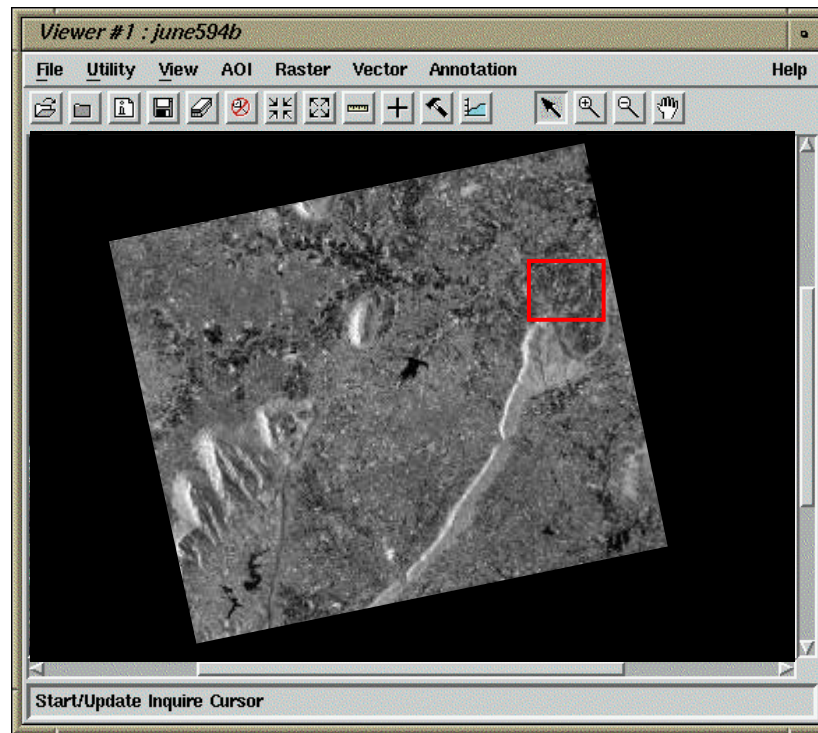 Viewer #1 : june594b
File Utility View AOI Raster Vector Annotation Help
Start/Update Inquire Cursor